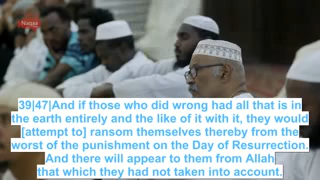 Naqaa
39|47|And if those who did wrong had all that is in
the earth entirely and the like of it with it, they would
[attempt to] ransom themselves thereby from the
worst of the punishment on the Day of Resurrection.
And there will appear to them from Allah
that which they had not taken into account.